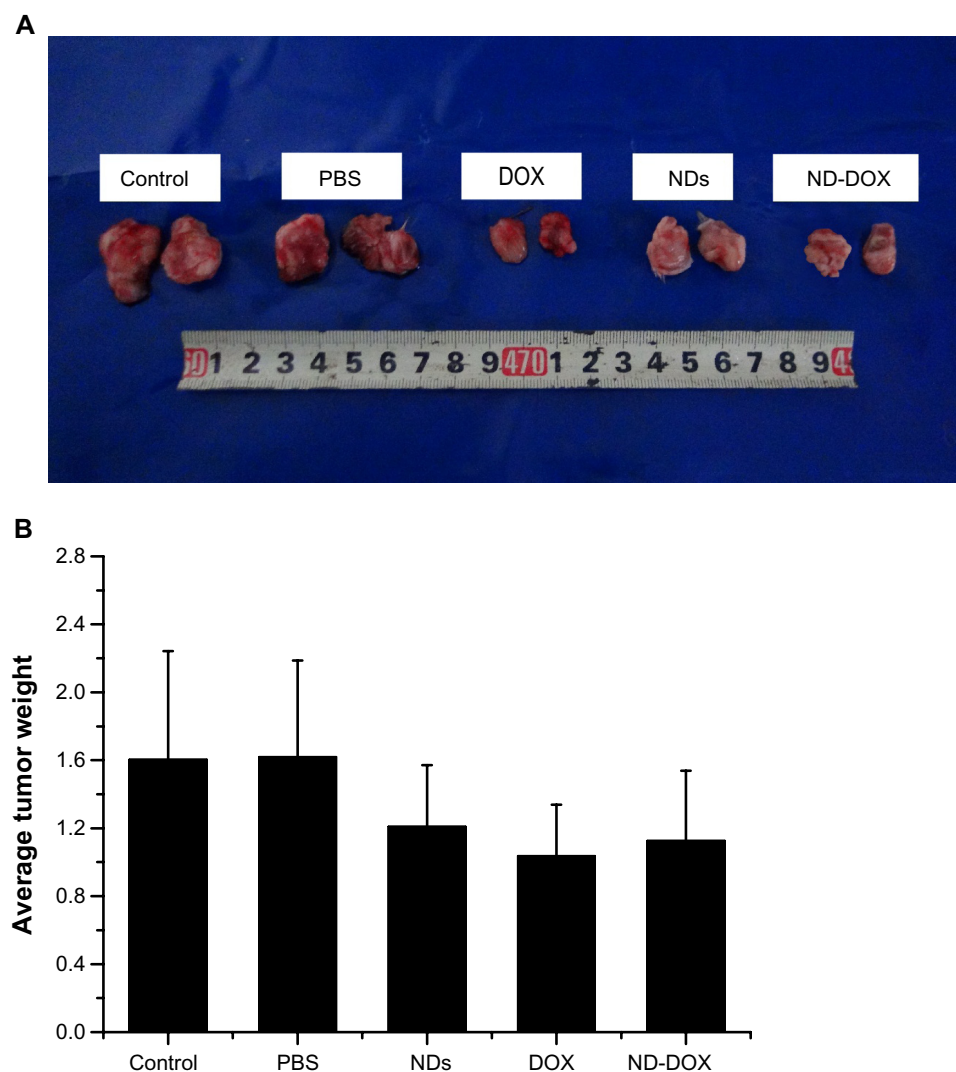 A
Control PBS DOX NDs ND-DOX
1 2 3 4 5 6 7 8 9 470 1 2 3 4 5 6 7 8 9
B
2.8
2.4
2.0
1.6
1.2
0.8
0.4
0.0
Average tumor weight
Control PBS NDs DOX ND-DOX